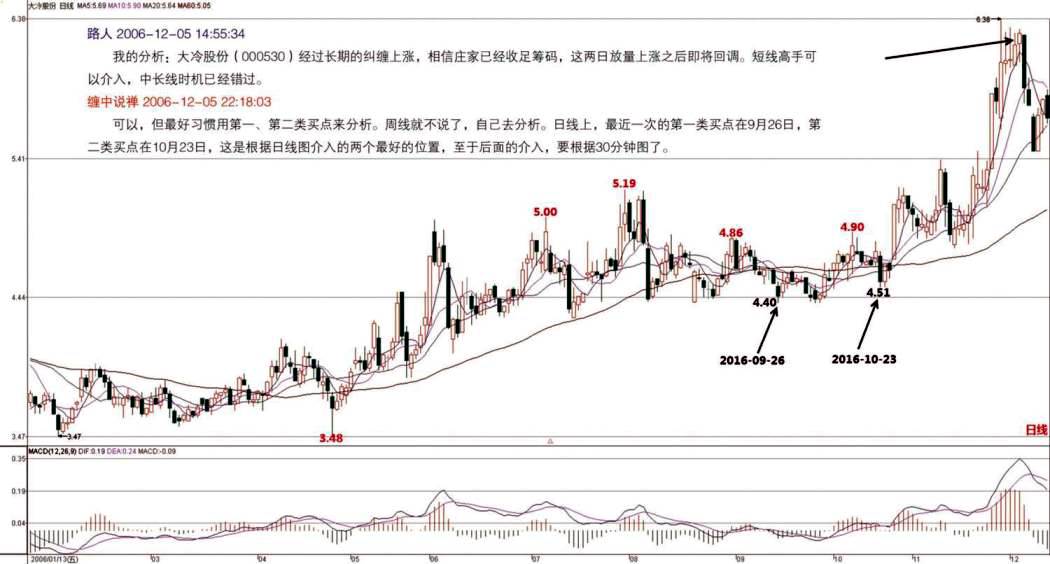 大冷股份 日线 MA5:5.69 MA10:5.90 MA20:5.64 MA60:5.05
6.38
6.38
路人 2006-12-05 14:55:34
我的分析；大冷股份（000530）经过长期的纠缠上涨，相信庄家已经收足筹码，这两日放量上涨之后即将回调。短线高手可
以介入，中长线时机已经错过。
缠中说禅 2006-12-05 22:18:03
可以，但最好习惯用第一、第二类买点来分析。周线就不说了，自己去分析。日线上，最近一次的第一类买点在9月26日，第
二类买点在10月23日，这是根据日线图介入的两个最好的位置，至于后面的介入，要根据30分钟图了。
5.41
5.19
5.00
4.86
4.90
4.44
4.40
4.51
2016-09-26
2016-10-23
3.47
3.47
3.48
日线
MACD(12,26,9) DIF:0.19 DEA:0.24 MACD:-0.09
0.35
0.19
0.04
2006/01/13(五)
03
04
05
06
07
08
09
10
11
12